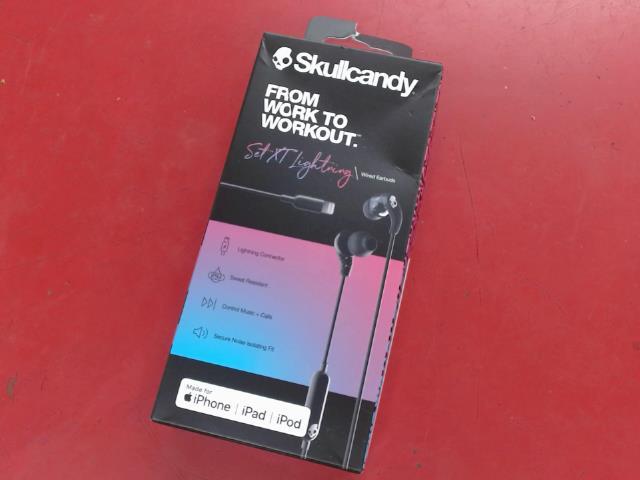 Skullcandy
FROM
WORK TO
WORKOUT.
Set XT Lightning \ Wired Earbuds
Lightning Connector
Sweat Resistant
Control Music + Calls
Secure Noise Isolating Fit
Made for
iPhone | iPad | iPod